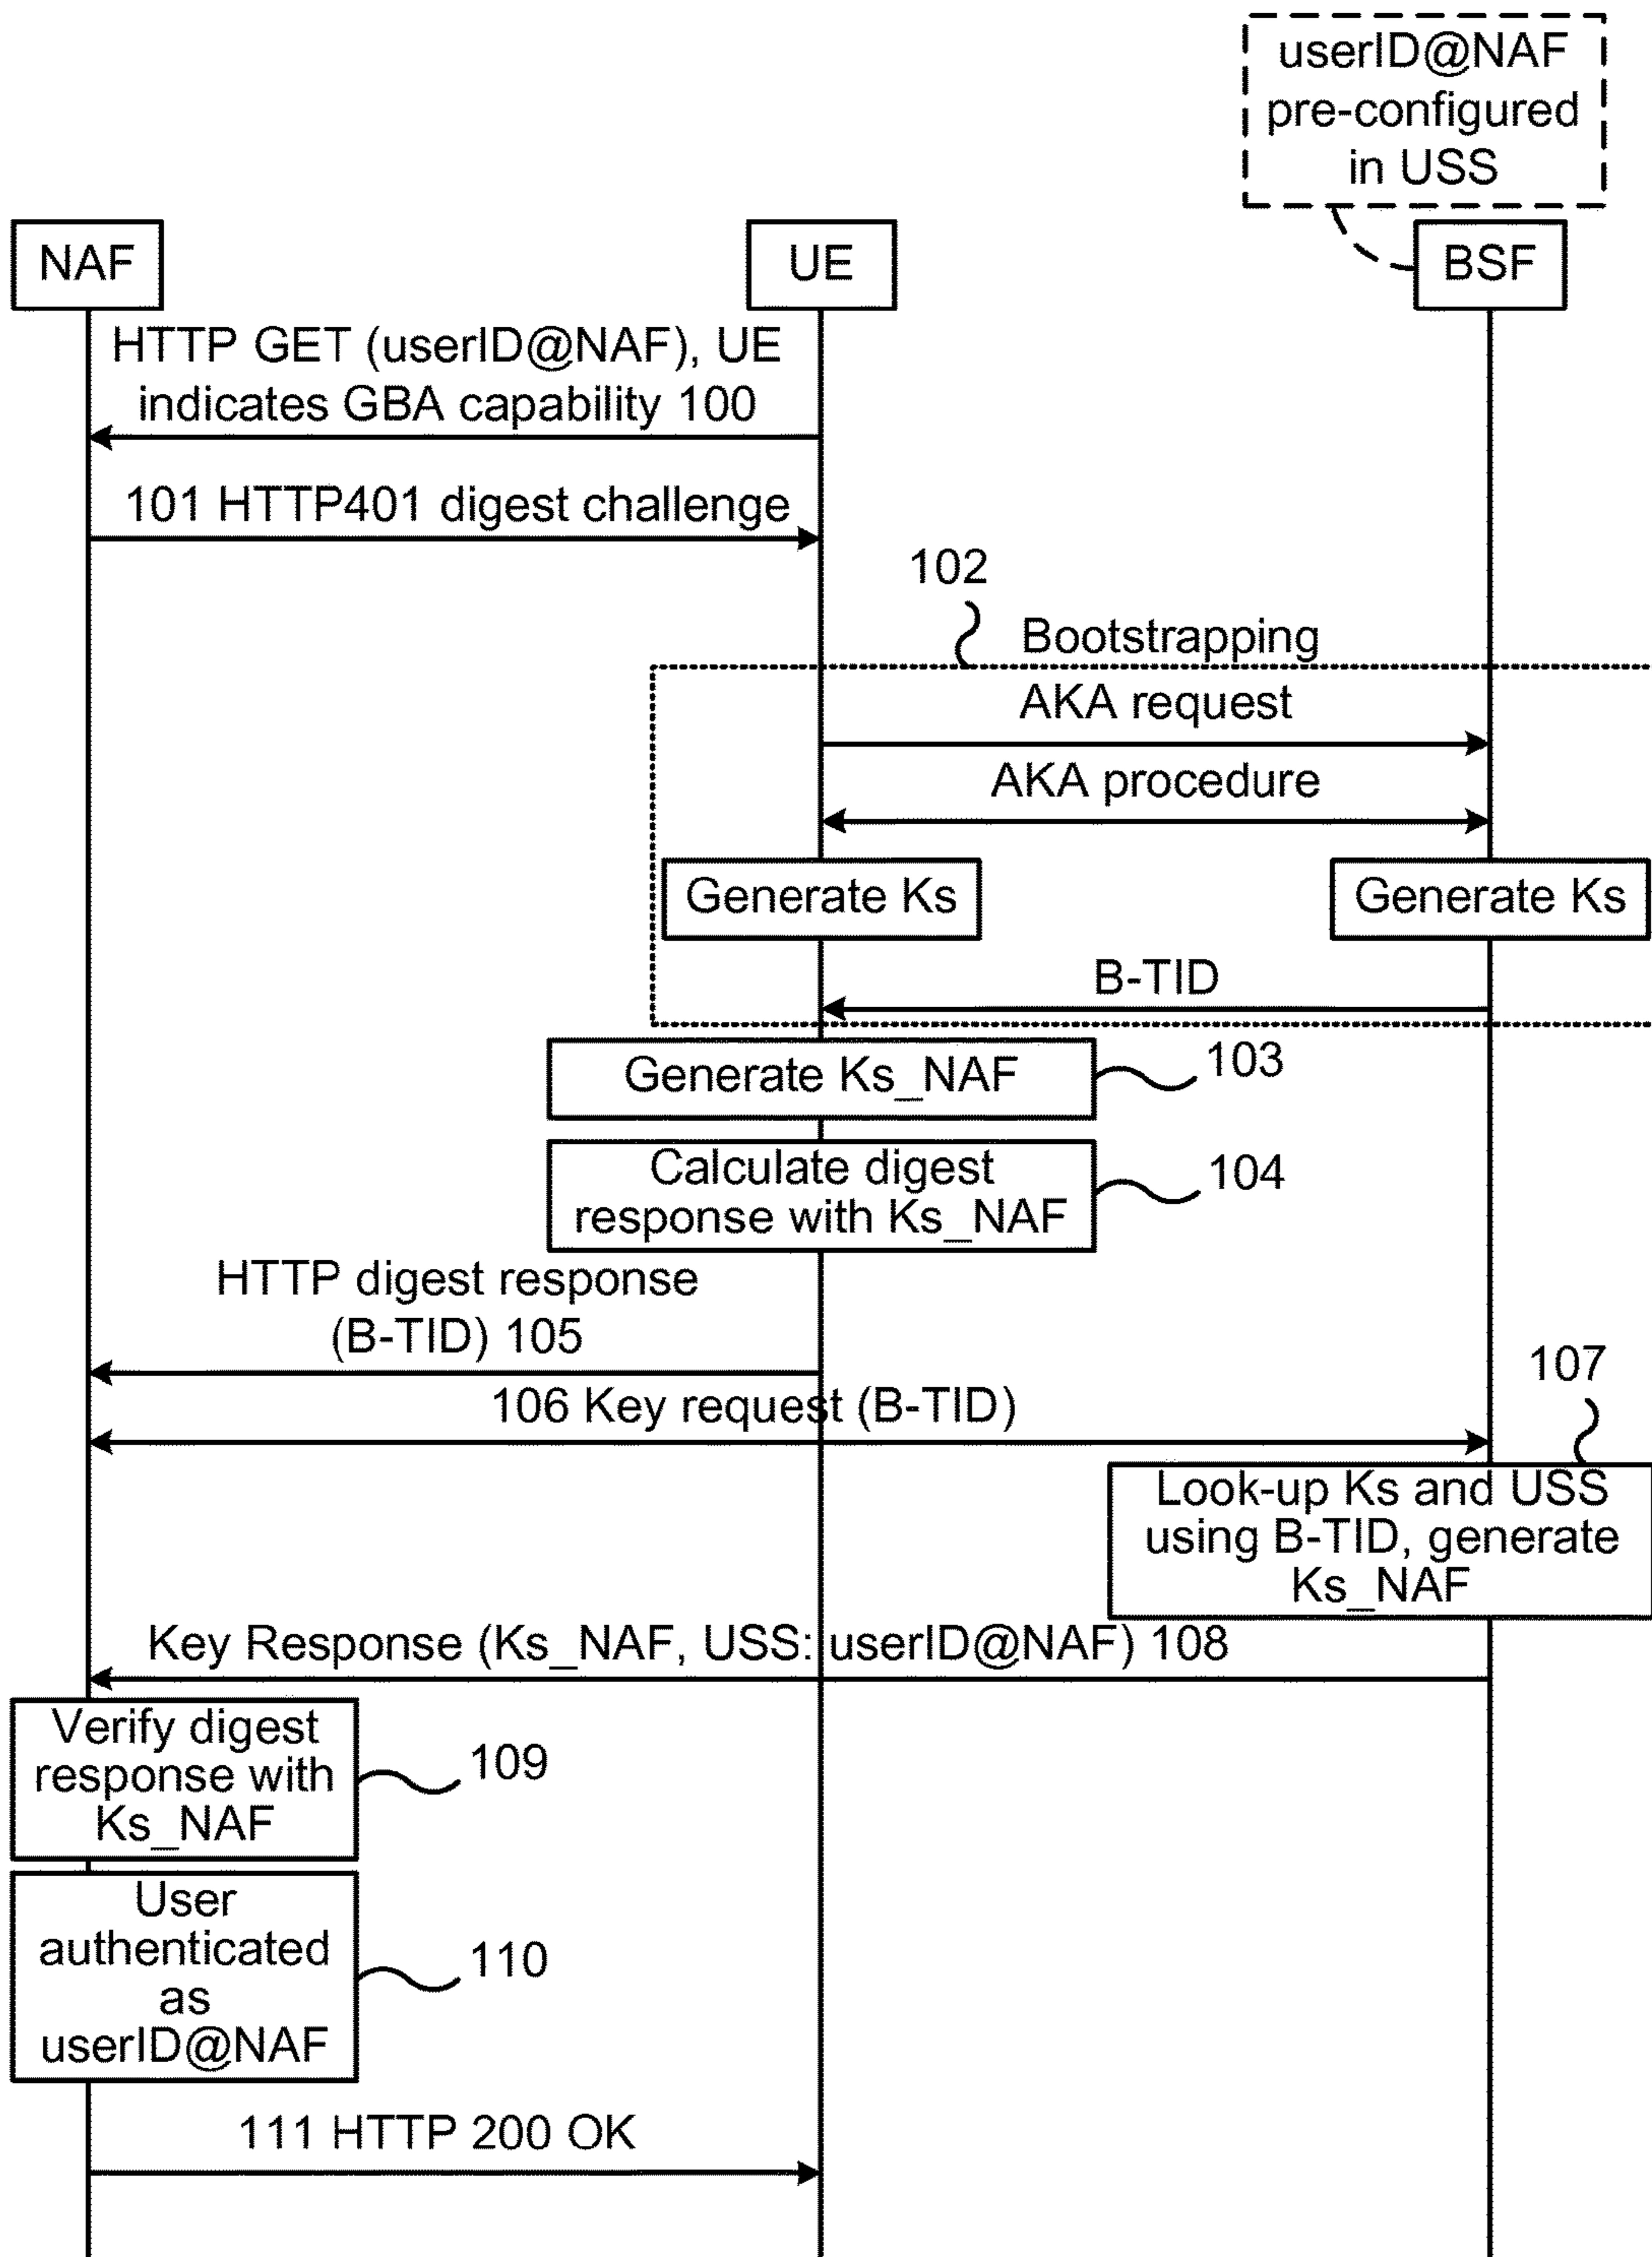 userID@NAF
pre-configured
in USS
NAF
UE
BSF
HTTP GET (userID@NAF), UE
indicates GBA capability 100
101 HTTP401 digest challenge
102
Bootstrapping
AKA request
AKA procedure
Generate Ks
Generate Ks
B-TID
Generate Ks_NAF
103
Calculate digest
response with Ks_NAF
104
HTTP digest response
(B-TID) 105
106 Key request (B-TID)
107
Look-up Ks and USS
using B-TID, generate
Ks_NAF
Key Response (Ks_NAF, USS: userID@NAF) 108
Verify digest
response with
Ks_NAF
109
User
authenticated
as
userID@NAF
110
111 HTTP 200 OK